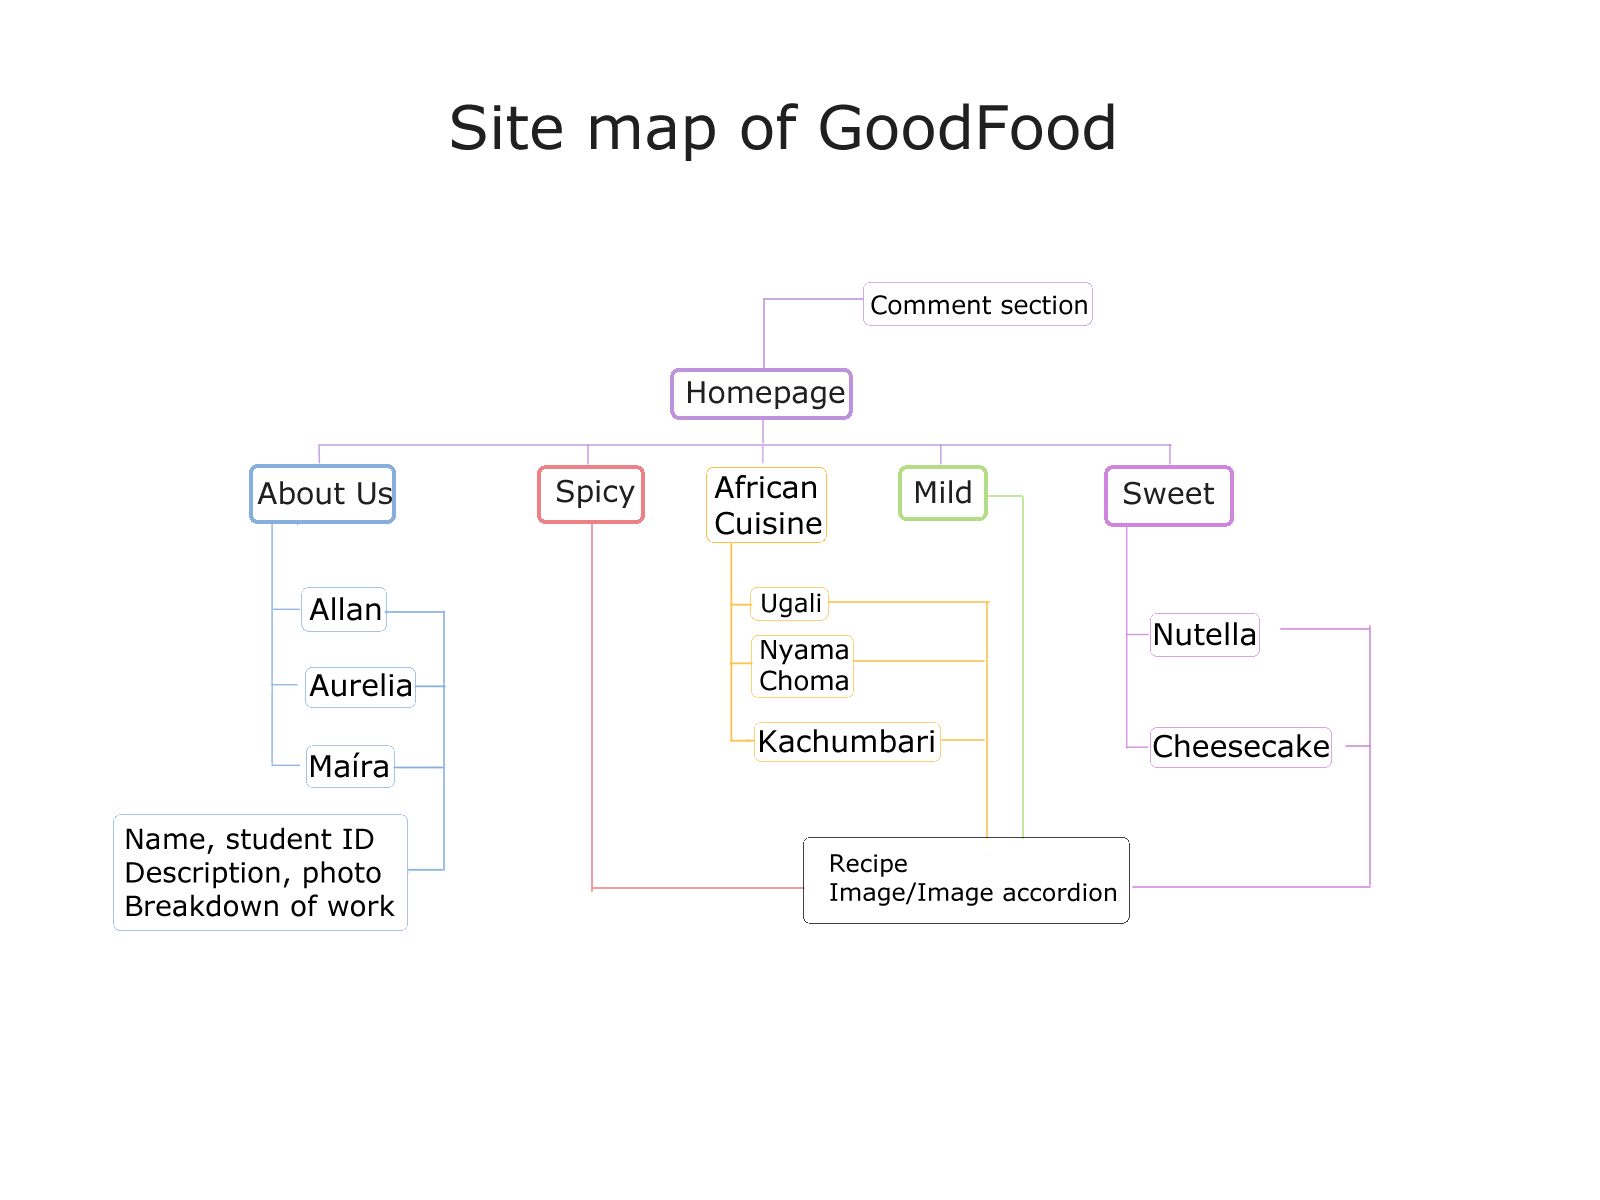 Site map of GoodFood
Comment section
Homepage
About Us
Spicy
African
Cuisine
Mild
Sweet
Allan
Aurelia
Maíra
Name, student ID
Description, photo
Breakdown of work
Ugali
Nyama
Choma
Kachumbari
Nutella
Cheesecake
Recipe
Image/Image accordion